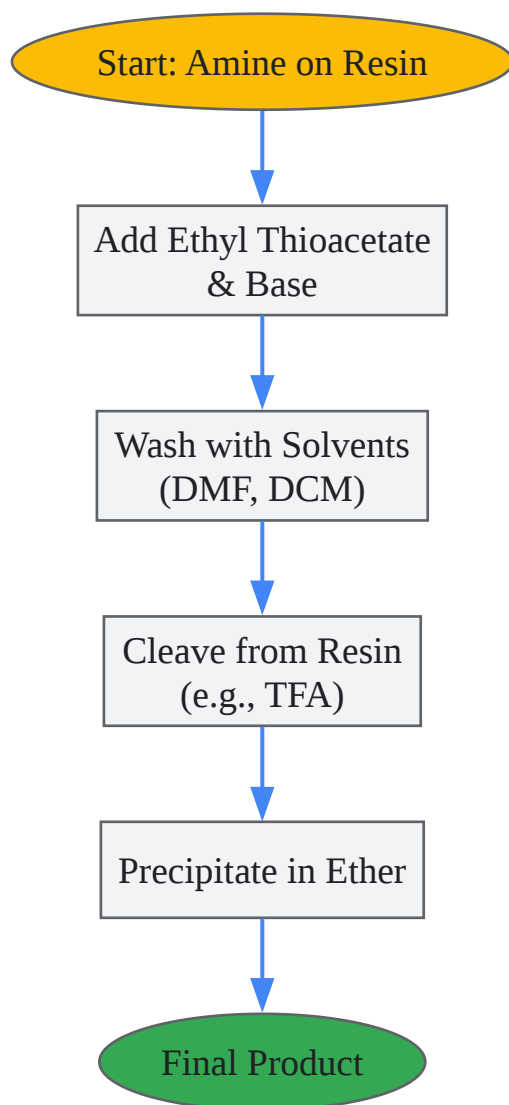 Start: Amine on Resin
Add Ethyl Thioacetate
& Base
Wash with Solvents
(DMF, DCM)
Cleave from Resin
(e.g., TFA)
Precipitate in Ether
Final Product